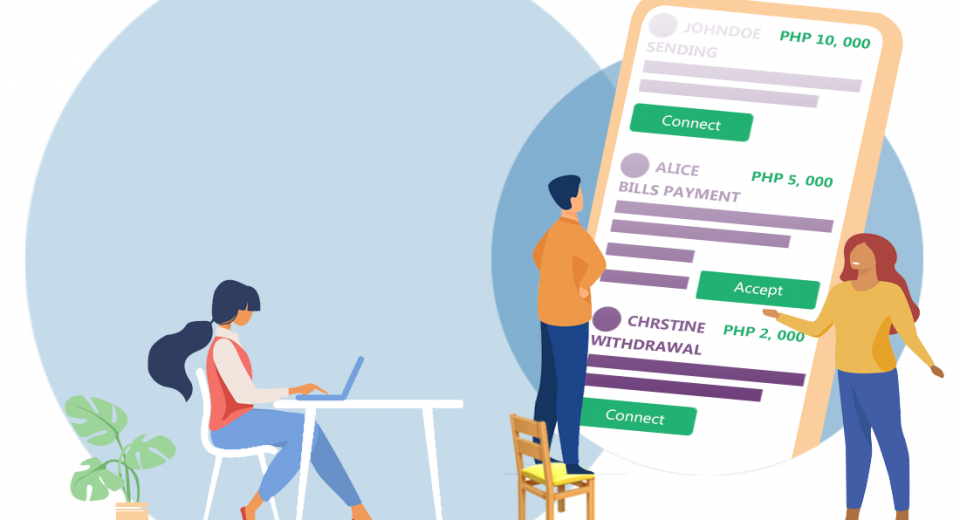 JOHNDOE PHP 10, 000
SENDING
Connect
ALICE PHP 5, 000
BILLS PAYMENT
Accept
CHRSTINE PHP 2, 000
WITHDRAWAL
Connect